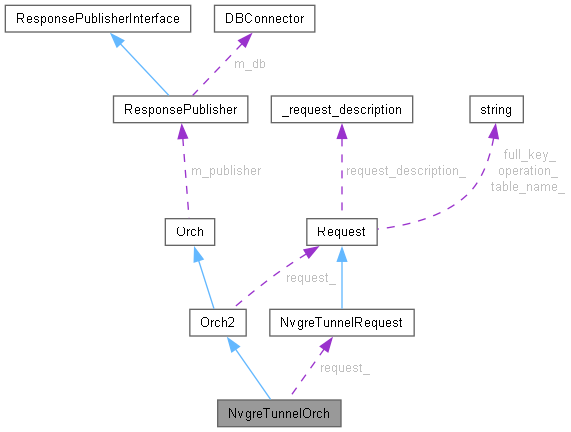 ResponsePublisherInterface
DBConnector
m_db
ResponsePublisher
_request_description
string
m_publisher
request_description_
full_key_
operation_
table_name_
Orch
Request
request_
Orch2
NvgreTunnelRequest
request_
NvgreTunnelOrch